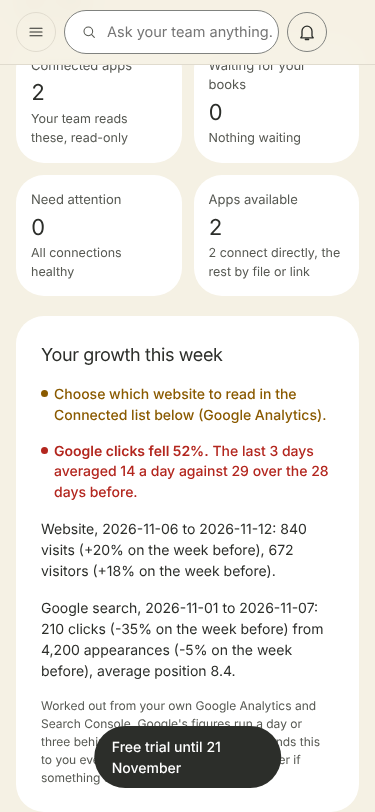 Ask your team anything.
Connected apps
2
Your team reads
these, read-only
Waiting for your
books
0
Nothing waiting
Need attention
0
All connections
healthy
Apps available
2
2 connect directly, the
rest by file or link
Your growth this week
Choose which website to read in the
Connected list below (Google Analytics).
Google clicks fell 52%. The last 3 days
averaged 14 a day against 29 over the 28
days before.
Website, 2026-11-06 to 2026-11-12: 840
visits (+20% on the week before), 672
visitors (+18% on the week before).
Google search, 2026-11-01 to 2026-11-07:
210 clicks (-35% on the week before) from
4,200 appearances (-5% on the week
before), average position 8.4.
Worked out from your own Google Analytics and
Search Console. Google's figures run a day or
three
to you
something
Free trial until 21
November